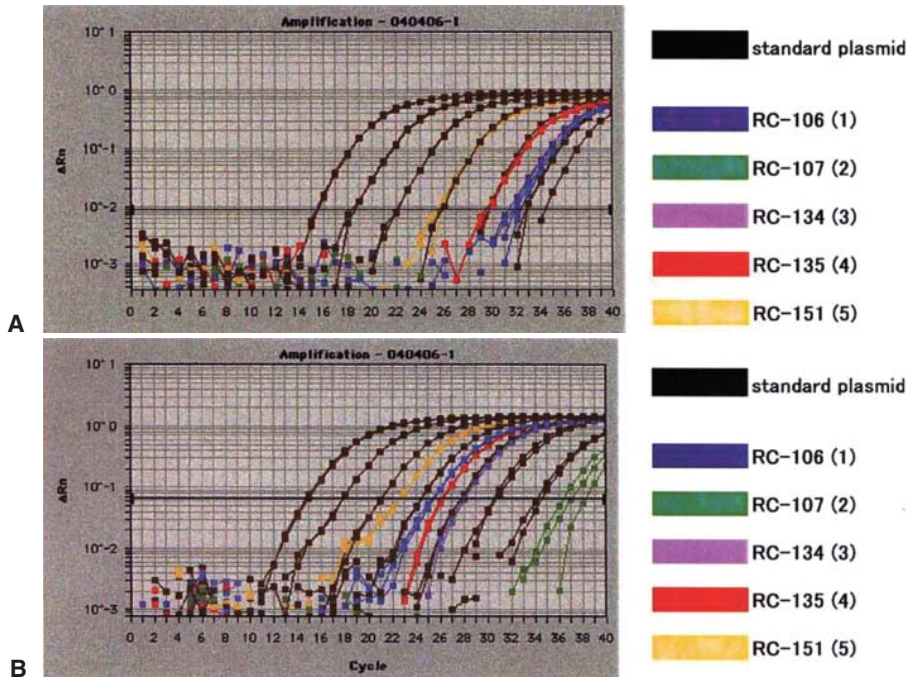 A
Amplification - 040406-1
ΔRn
10^ 1
10^ 0
10^-1
10^-2
10^-3
0 2 4 6 8 10 12 14 16 18 20 22 24 26 28 30 32 34 36 38 40
standard plasmid
RC-106 (1)
RC-107 (2)
RC-134 (3)
RC-135 (4)
RC-151 (5)
B
Amplification - 040406-1
ΔRn
10^ 1
10^ 0
10^-1
10^-2
10^-3
0 2 4 6 8 10 12 14 16 18 20 22 24 26 28 30 32 34 36 38 40
Cycle
standard plasmid
RC-106 (1)
RC-107 (2)
RC-134 (3)
RC-135 (4)
RC-151 (5)